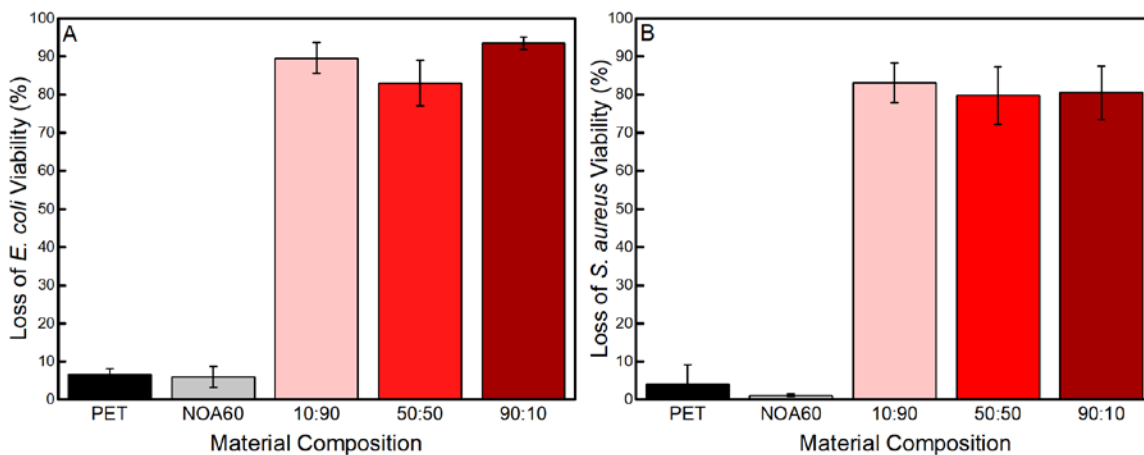 A
Loss of E. coli Viability (%)
100
90
80
70
60
50
40
30
20
10
0
PET NOA60 10:90 50:50 90:10
Material Composition
B
Loss of S. aureus Viability (%)
100
90
80
70
60
50
40
30
20
10
0
PET NOA60 10:90 50:50 90:10
Material Composition